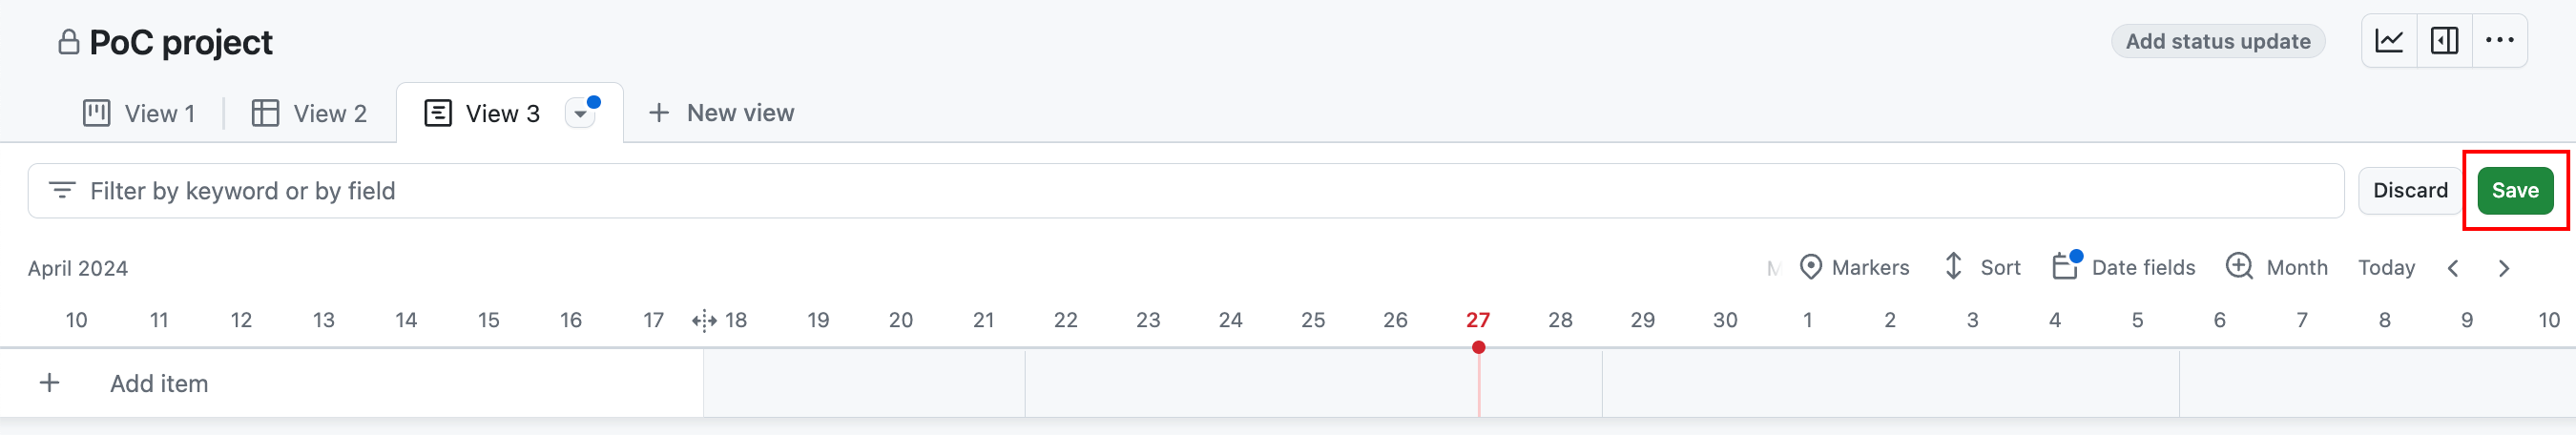 PoC project
Add status update
View 1 View 2 View 3 New view
Filter by keyword or by field
Discard Save
April 2024
Markers Sort Date fields Month Today
10 11 12 13 14 15 16 17 18 19 20 21 22 23 24 25 26 27 28 29 30 1 2 3 4 5 6 7 8 9 10
Add item